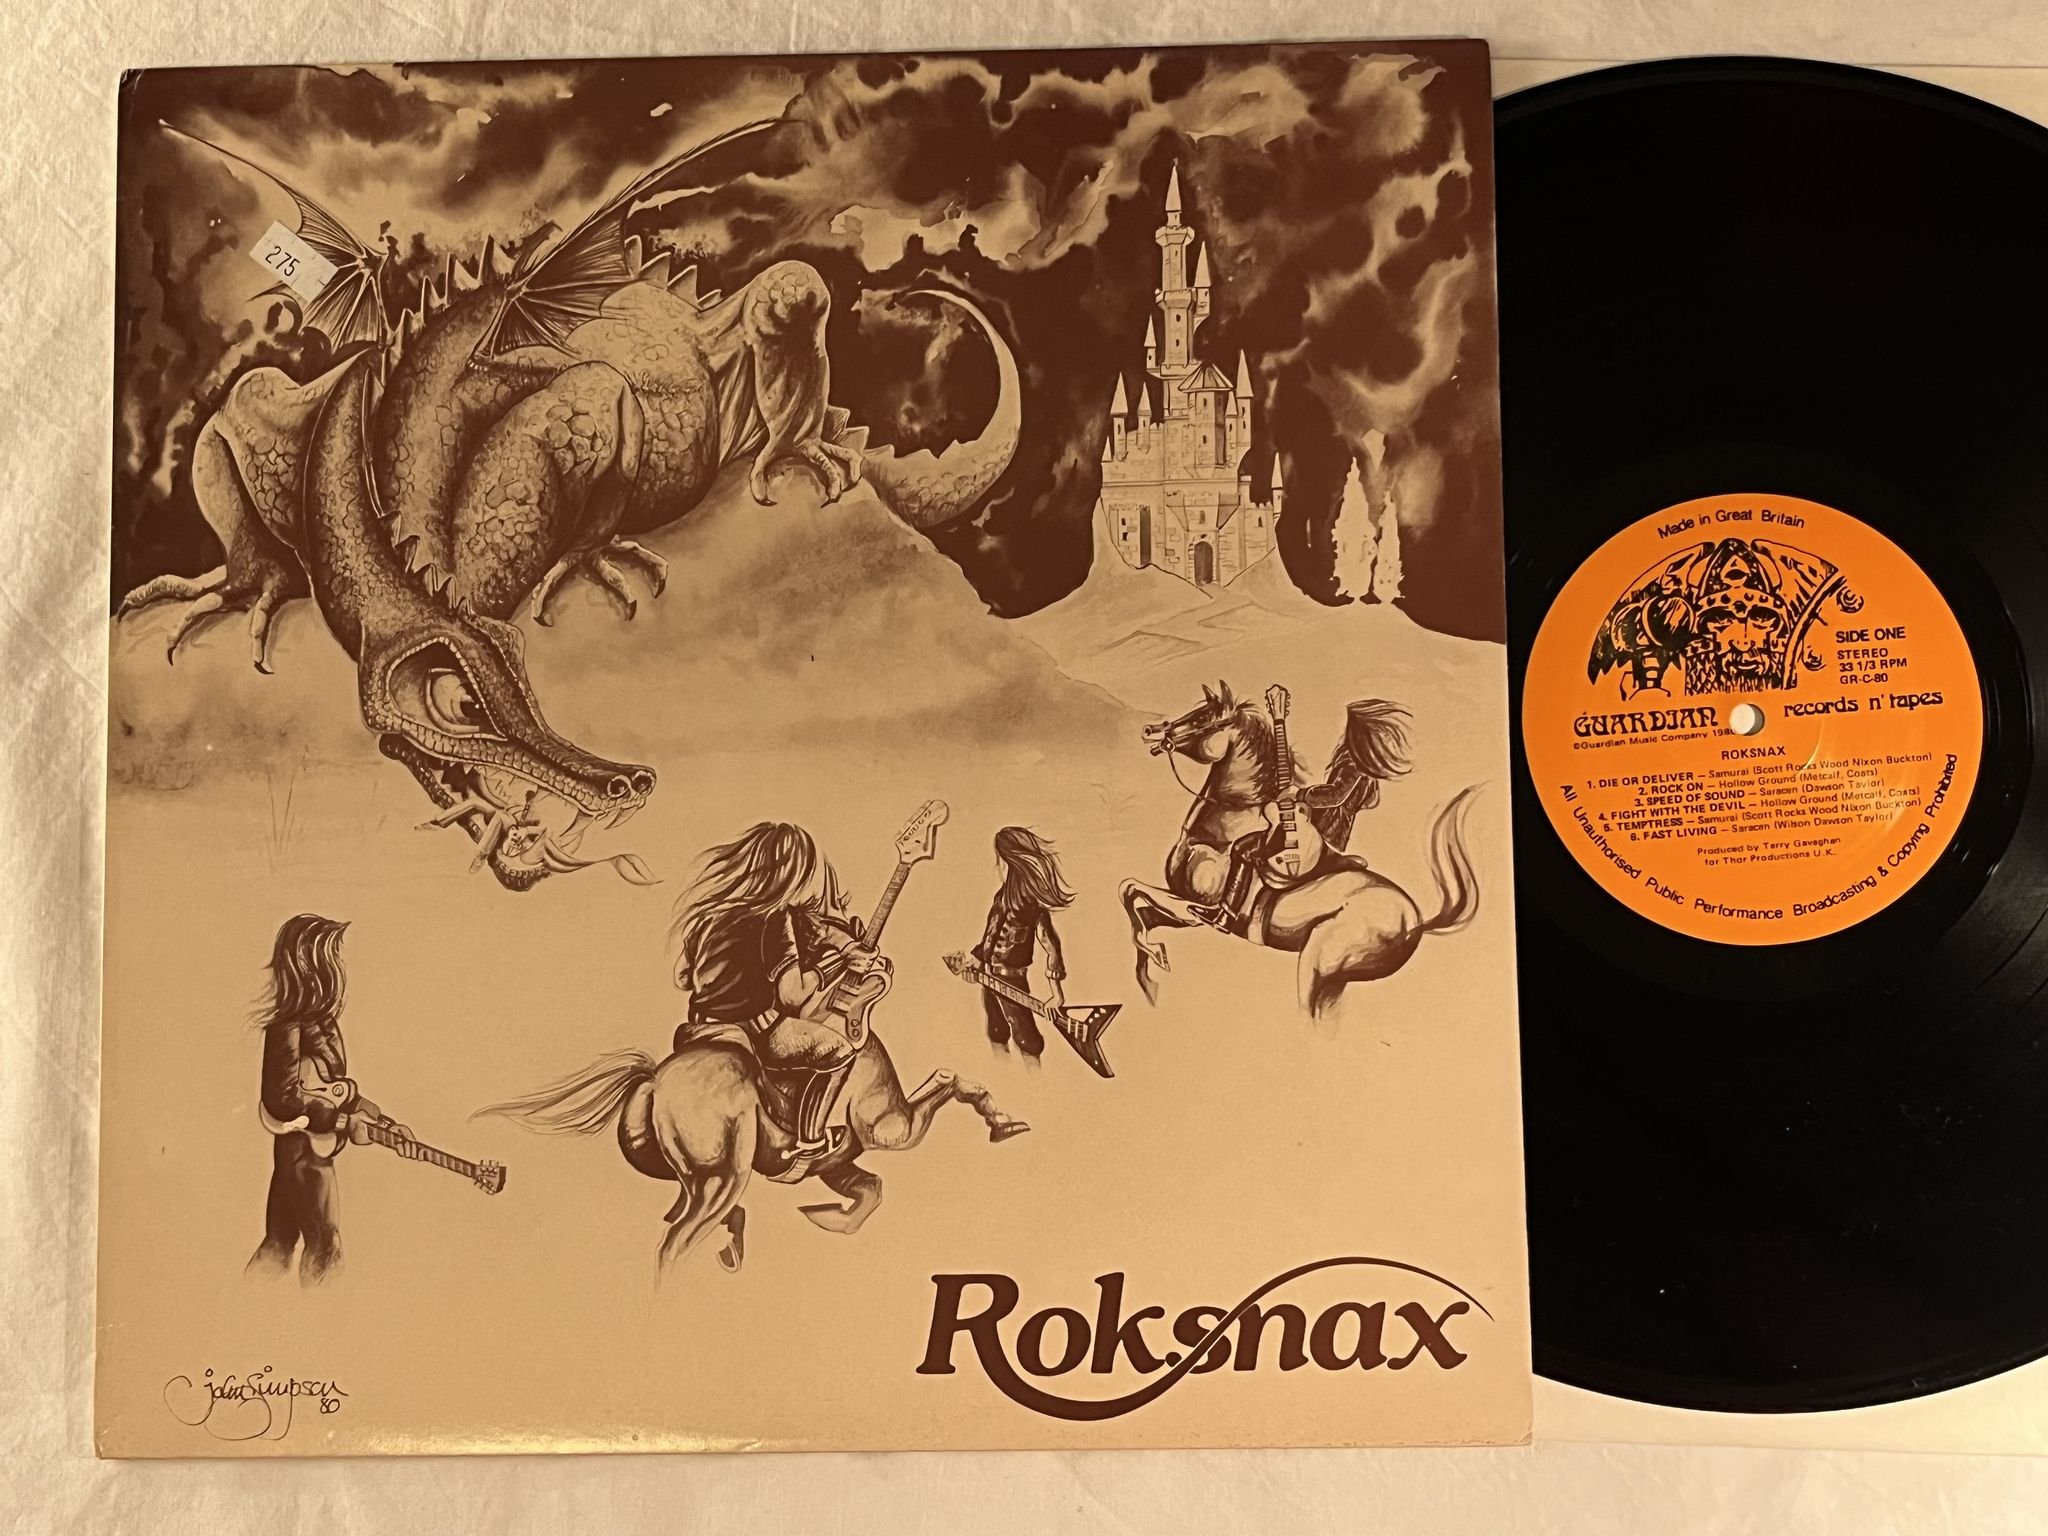 275
Roksnax
john Simpson
80
Made in Great Britain
SIDE ONE
STEREO
33 1/3 RPM
GR-C-80
GUARDIAN records n' tapes
©Guardian Music Company 198
ROKSNAX
1. DIE OR DELIVER – Samurai (Scott Rocks Wood Nixon Buckton)
2. ROCK ON – Hollow Ground (Metcalf, Coats)
3. SPEED OF SOUND – Saracen (Dawson Taylor)
4. FIGHT WITH THE DEVIL – Hollow Ground (Metcalf, Coats)
5. TEMPTRESS – Samurai (Scott Rocks Wood Nixon Buckton)
6. FAST LIVING – Saracen (Wilson Dawson Taylor)
Produced by Terry Gavaghan
for Thor Productions U.K.
All Unauthorised Public Performance Broadcasting & Copying Prohibited